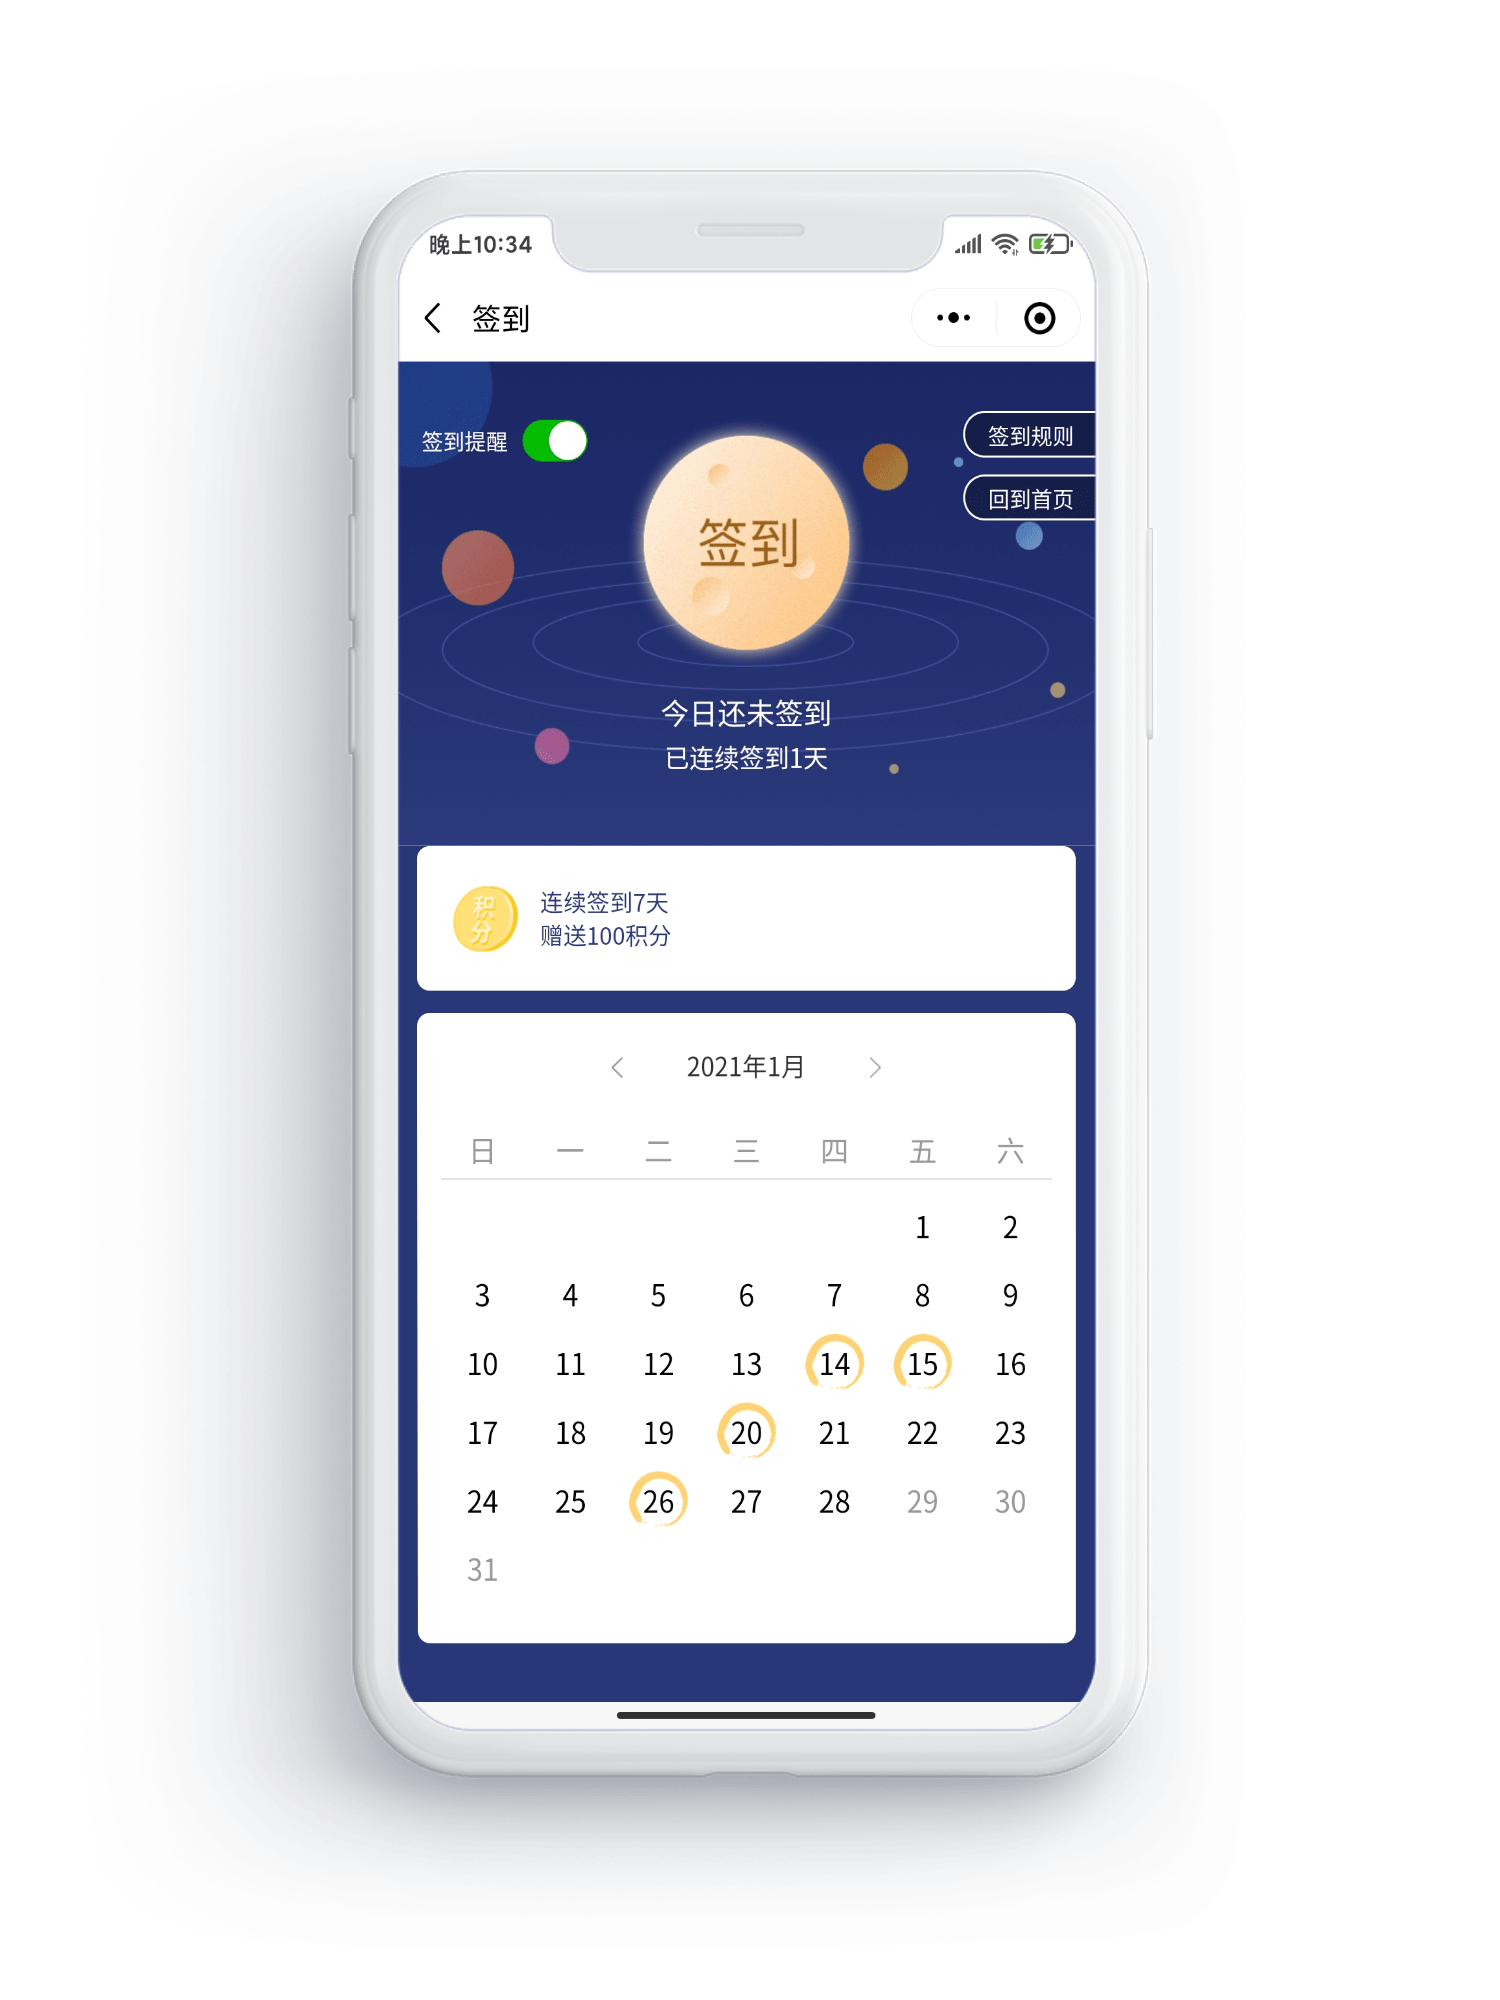 晚上10:34
签到
签到提醒
签到规则
回到首页
签到
今日还未签到
已连续签到1天
积分
连续签到7天
赠送100积分
2021年1月
日 一 二 三 四 五 六
1 2
3 4 5 6 7 8 9
10 11 12 13 14 15 16
17 18 19 20 21 22 23
24 25 26 27 28 29 30
31